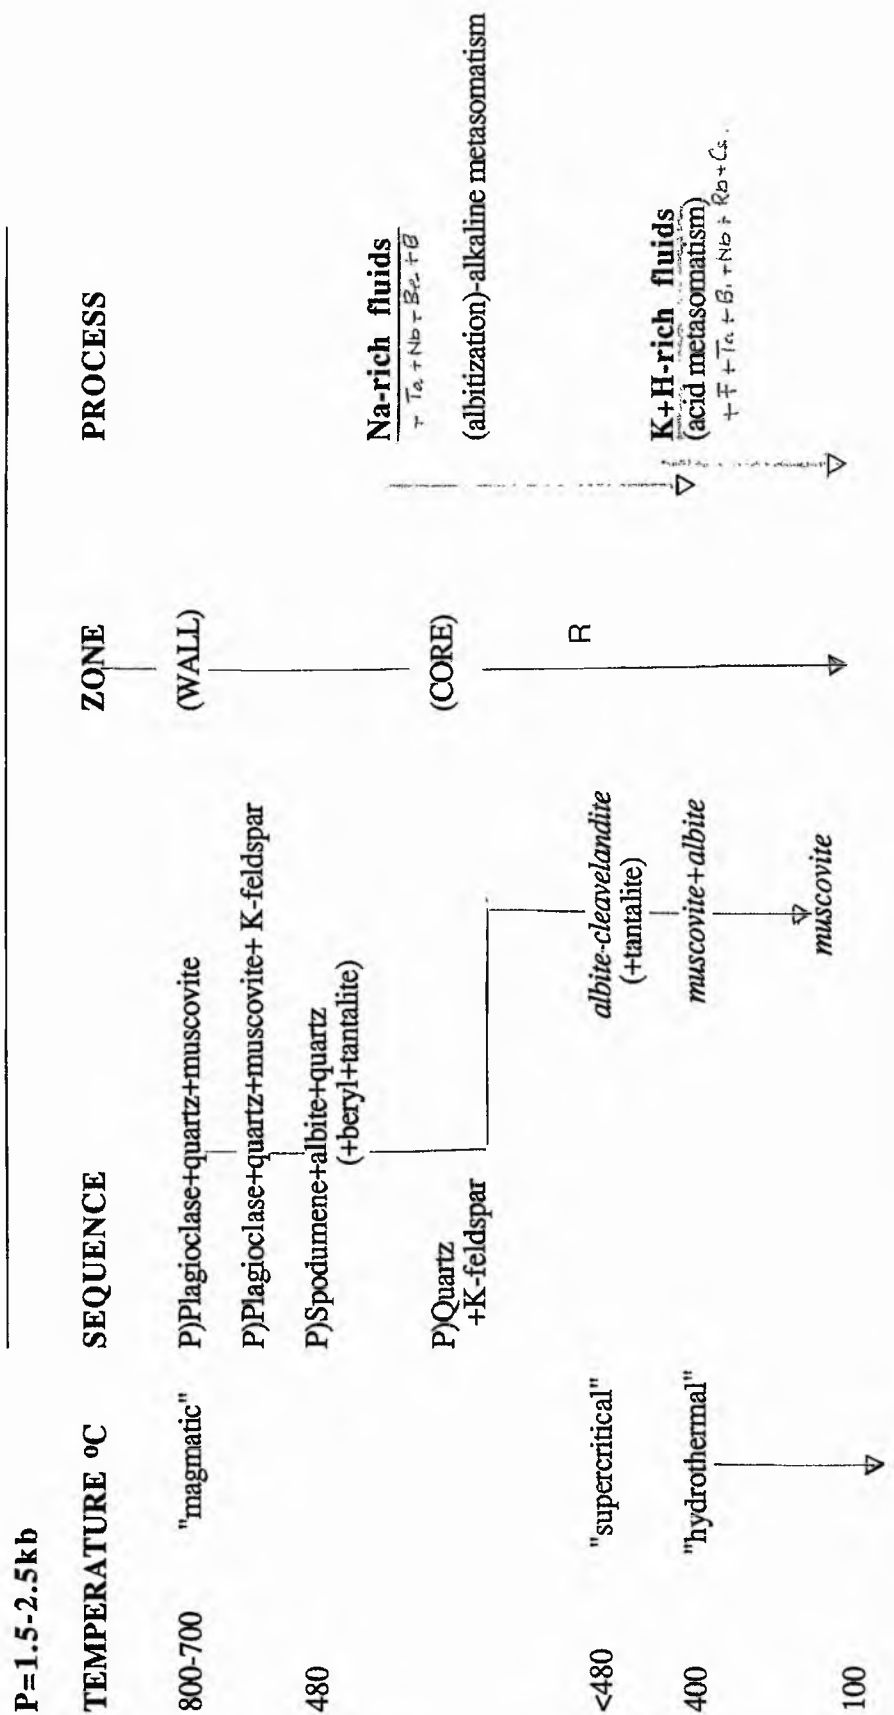 P=1.5-2.5kb
TEMPERATURE ºC SEQUENCE ZONE PROCESS
800-700 "magmatic" P)Plagioclase+quartz+muscovite (WALL)
P)Plagioclase+quartz+muscovite+ K-feldspar
480 P)Spodumene+albite+quartz
(+beryl+tantalite)
Na-rich fluids
+ Ta+Nb+Be+B
P)Quartz
+K-feldspar
(CORE)
(albitization)-alkaline metasomatism
<480 "supercritical" albite-cleavelandite R
(+tantalite)
400 "hydrothermal" muscovite+albite K+H-rich fluids
(acid metasomatism)
+F+Ta+Bi+Nb+Rb+Cs.
100 muscovite